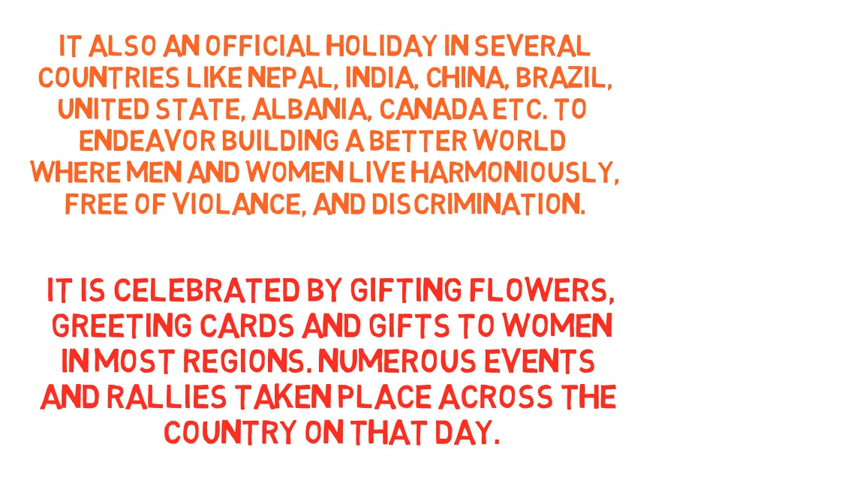 IT ALSO AN OFFICIAL HOLIDAY IN SEVERAL
COUNTRIES LIKE NEPAL, INDIA, CHINA, BRAZIL,
UNITED STATE, ALBANIA, CANADA ETC. TO
ENDEAVOR BUILDING A BETTER WORLD
WHERE MEN AND WOMEN LIVE HARMONIOUSLY,
FREE OF VIOLANCE, AND DISCRIMINATION.
IT IS CELEBRATED BY GIFTING FLOWERS,
GREETING CARDS AND GIFTS TO WOMEN
IN MOST REGIONS. NUMEROUS EVENTS
AND RALLIES TAKEN PLACE ACROSS THE
COUNTRY ON THAT DAY.